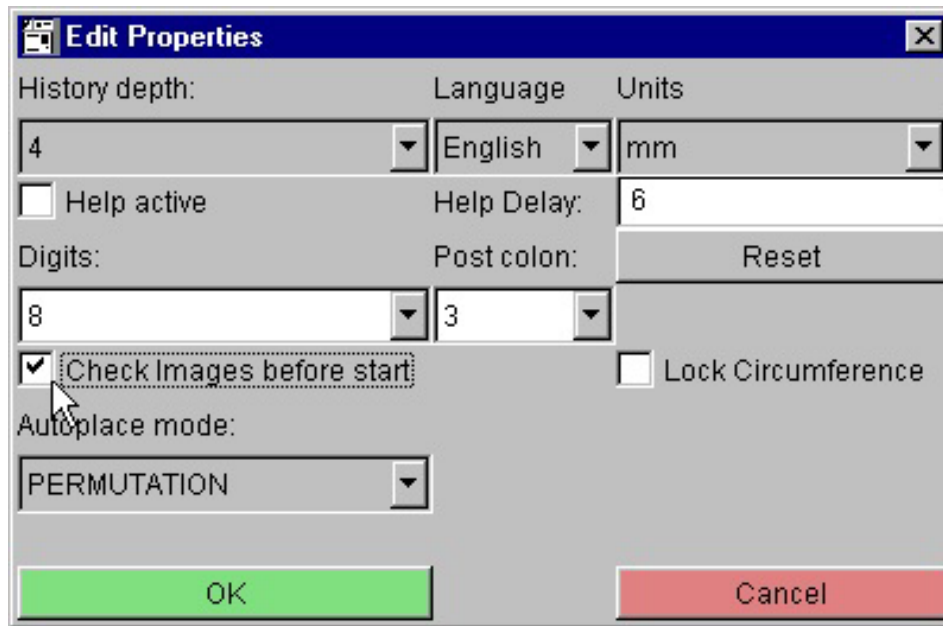 Edit Properties
History depth: Language Units
4 English mm
Help active Help Delay: 6
Digits: Post colon: Reset
8 3
Check Images before start Lock Circumference
Autoplace mode:
PERMUTATION
OK Cancel